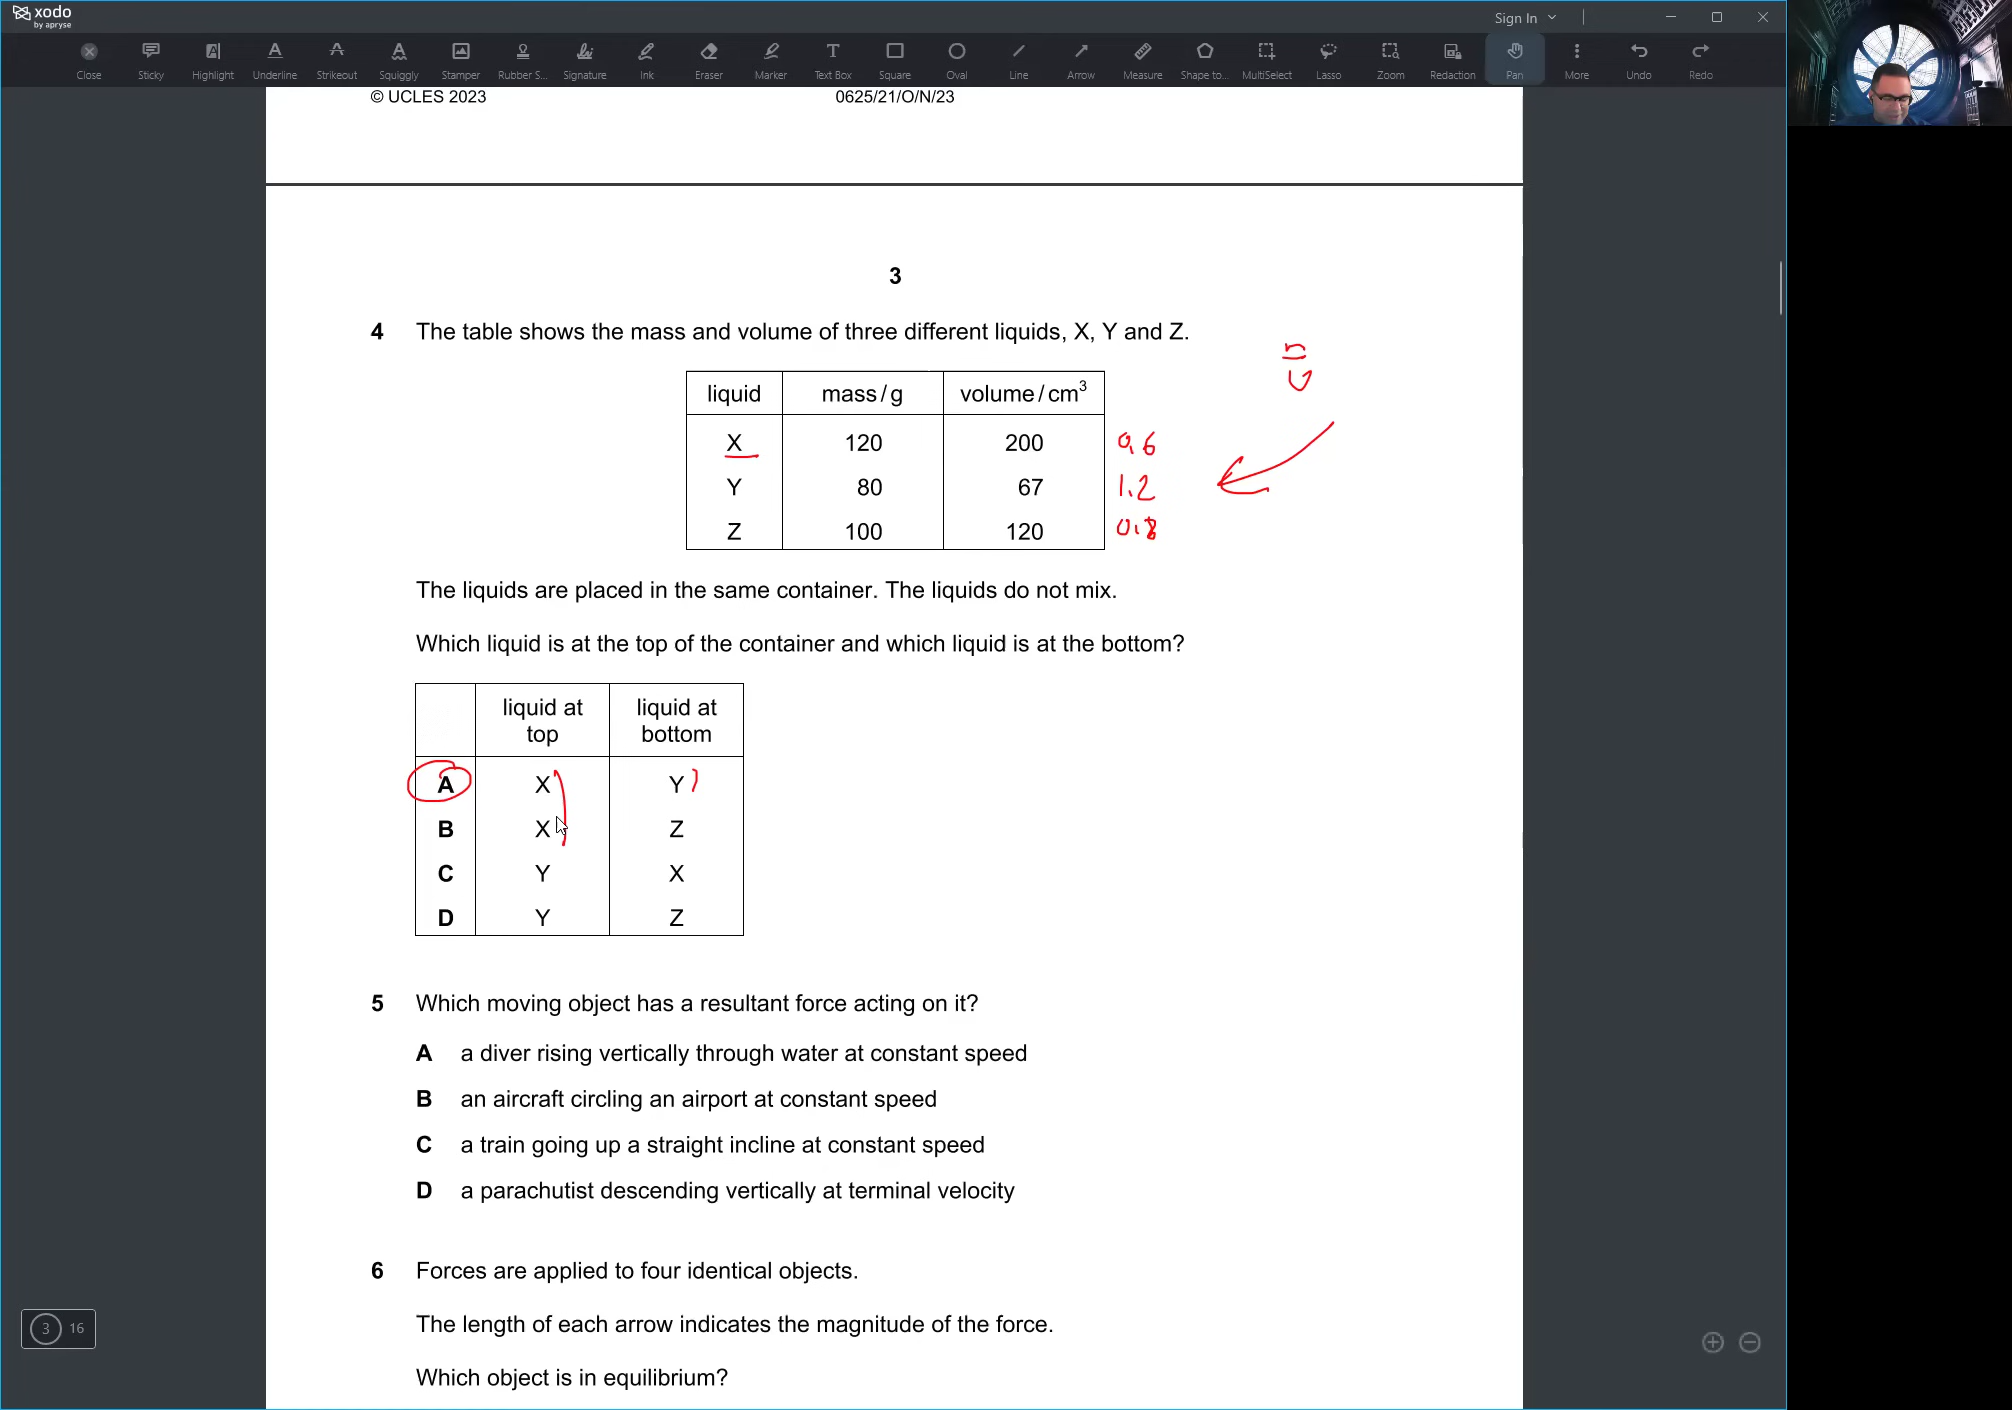 xodo
by apryse
Sign In
Close Sticky Highlight Underline Strikeout Squiggly Stamper Rubber S... Signature Ink Eraser Marker Text Box Square Oval Line Arrow Measure Shape to... MultiSelect Lasso Zoom Redaction Pan More Undo Redo
© UCLES 2023 0625/21/O/N/23
3
4 The table shows the mass and volume of three different liquids, X, Y and Z.
liquid mass / g volume / cm³
X 120 200 0.6
Y 80 67 1.2
Z 100 120 0.8
The liquids are placed in the same container. The liquids do not mix.
Which liquid is at the top of the container and which liquid is at the bottom?
liquid at top liquid at bottom
A X Y
B X Z
C Y X
D Y Z
5 Which moving object has a resultant force acting on it?
A a diver rising vertically through water at constant speed
B an aircraft circling an airport at constant speed
C a train going up a straight incline at constant speed
D a parachutist descending vertically at terminal velocity
6 Forces are applied to four identical objects.
The length of each arrow indicates the magnitude of the force.
Which object is in equilibrium?
3 16